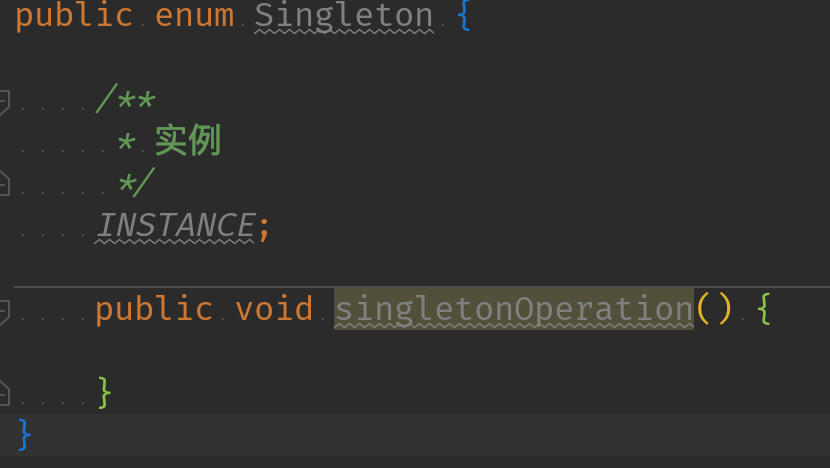 public enum Singleton {
/**
* 实例
*/
INSTANCE;
public void singletonOperation() {
}
}